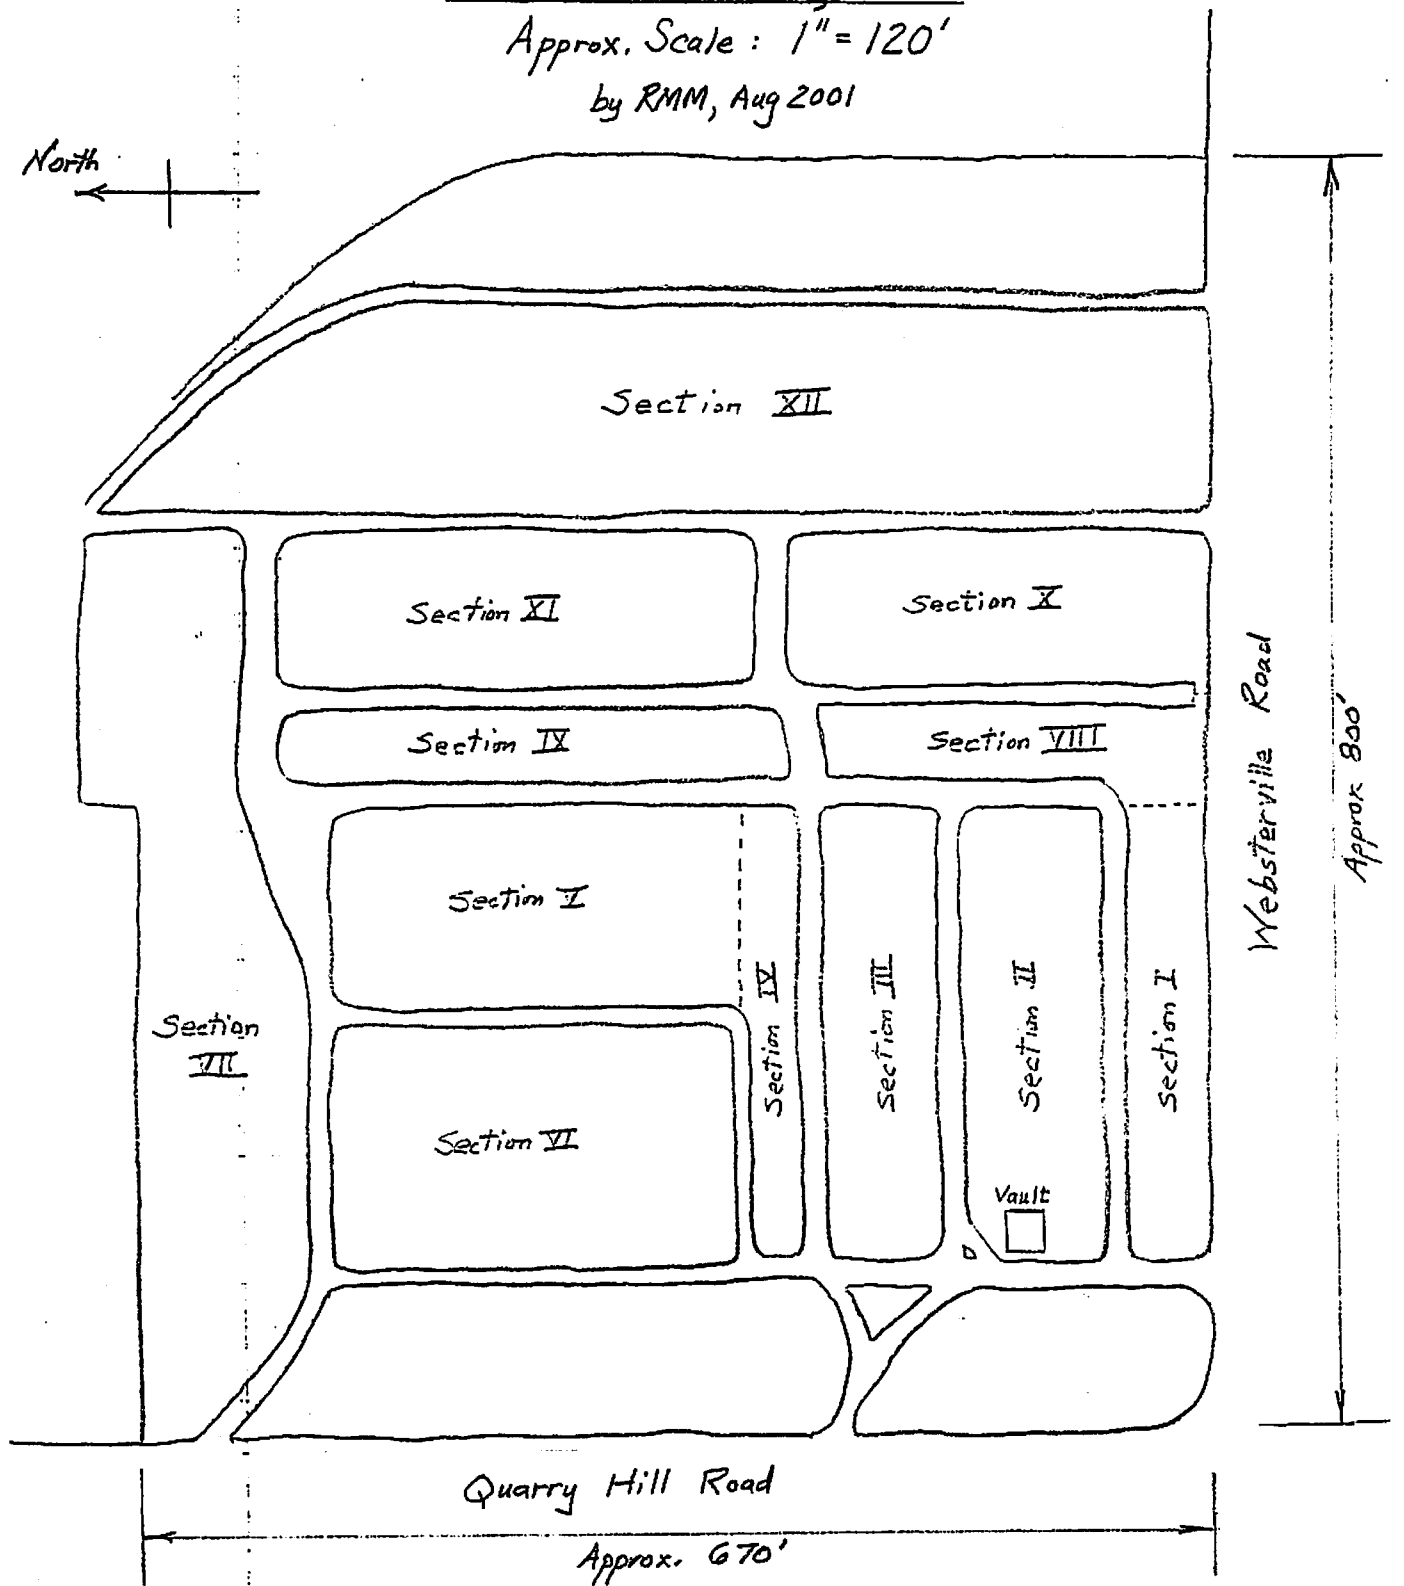 Approx. Scale: 1"=120'
by RMM, Aug 2001
North
Section XII
Section XI
Section X
Section IX
Section VIII
Websterville Road
Approx 800'
Section V
Section IV
Section III
Section II
Section I
Section
VII
Section VI
Vault
Quarry Hill Road
Approx. 670'